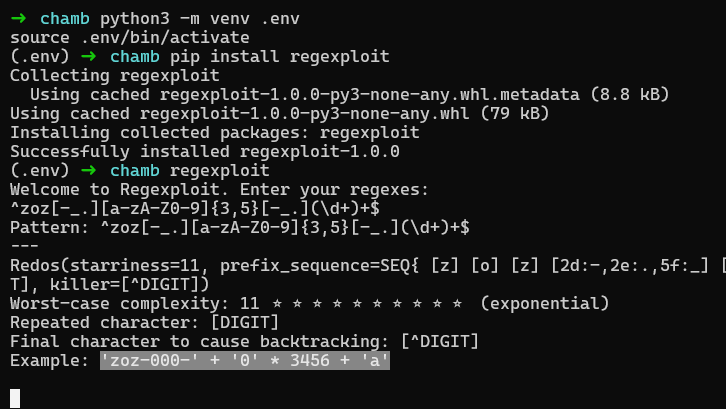 ➜ chamb python3 -m venv .env
source .env/bin/activate
(.env) ➜ chamb pip install regexploit
Collecting regexploit
  Using cached regexploit-1.0.0-py3-none-any.whl.metadata (8.8 kB)
Using cached regexploit-1.0.0-py3-none-any.whl (79 kB)
Installing collected packages: regexploit
Successfully installed regexploit-1.0.0
(.env) ➜ chamb regexploit
Welcome to Regexploit. Enter your regexes:
^zoz[-_.][a-zA-Z0-9]{3,5}[-_.](\d+)+$
Pattern: ^zoz[-_.][a-zA-Z0-9]{3,5}[-_.](\d+)+$
---
Redos(starriness=11, prefix_sequence=SEQ{ [z] [o] [z] [2d:-,2e:.,5f:_] [
T], killer=[^DIGIT])
Worst-case complexity: 11 ★ ★ ★ ★ ★ ★ ★ ★ ★ ★ (exponential)
Repeated character: [DIGIT]
Final character to cause backtracking: [^DIGIT]
Example: 'zoz-000-' + '0' * 3456 + 'a'